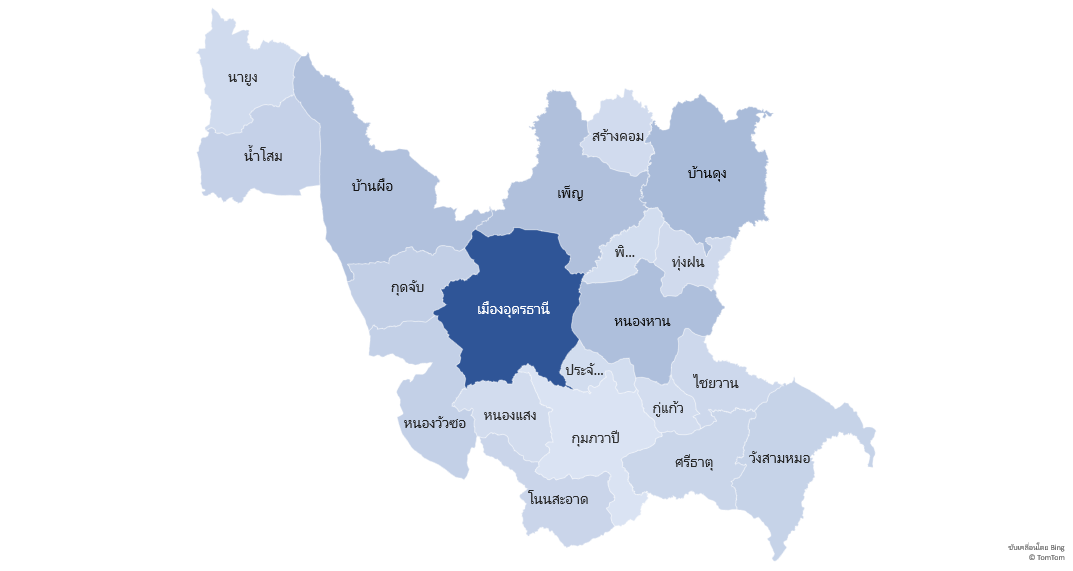 นายูง
สร้างคอม
น้ำโสม
บ้านดุง
บ้านผือ
เพ็ญ
พิ...
ทุ่งฝน
กุดจับ
เมืองอุดรธานี
หนองหาน
ประจั...
ไชยวาน
กู่แก้ว
หนองแสง
หนองวัวซอ
กุมภวาปี
วังสามหมอ
ศรีธาตุ
โนนสะอาด
ขับเคลื่อนโดย Bing
© TomTom